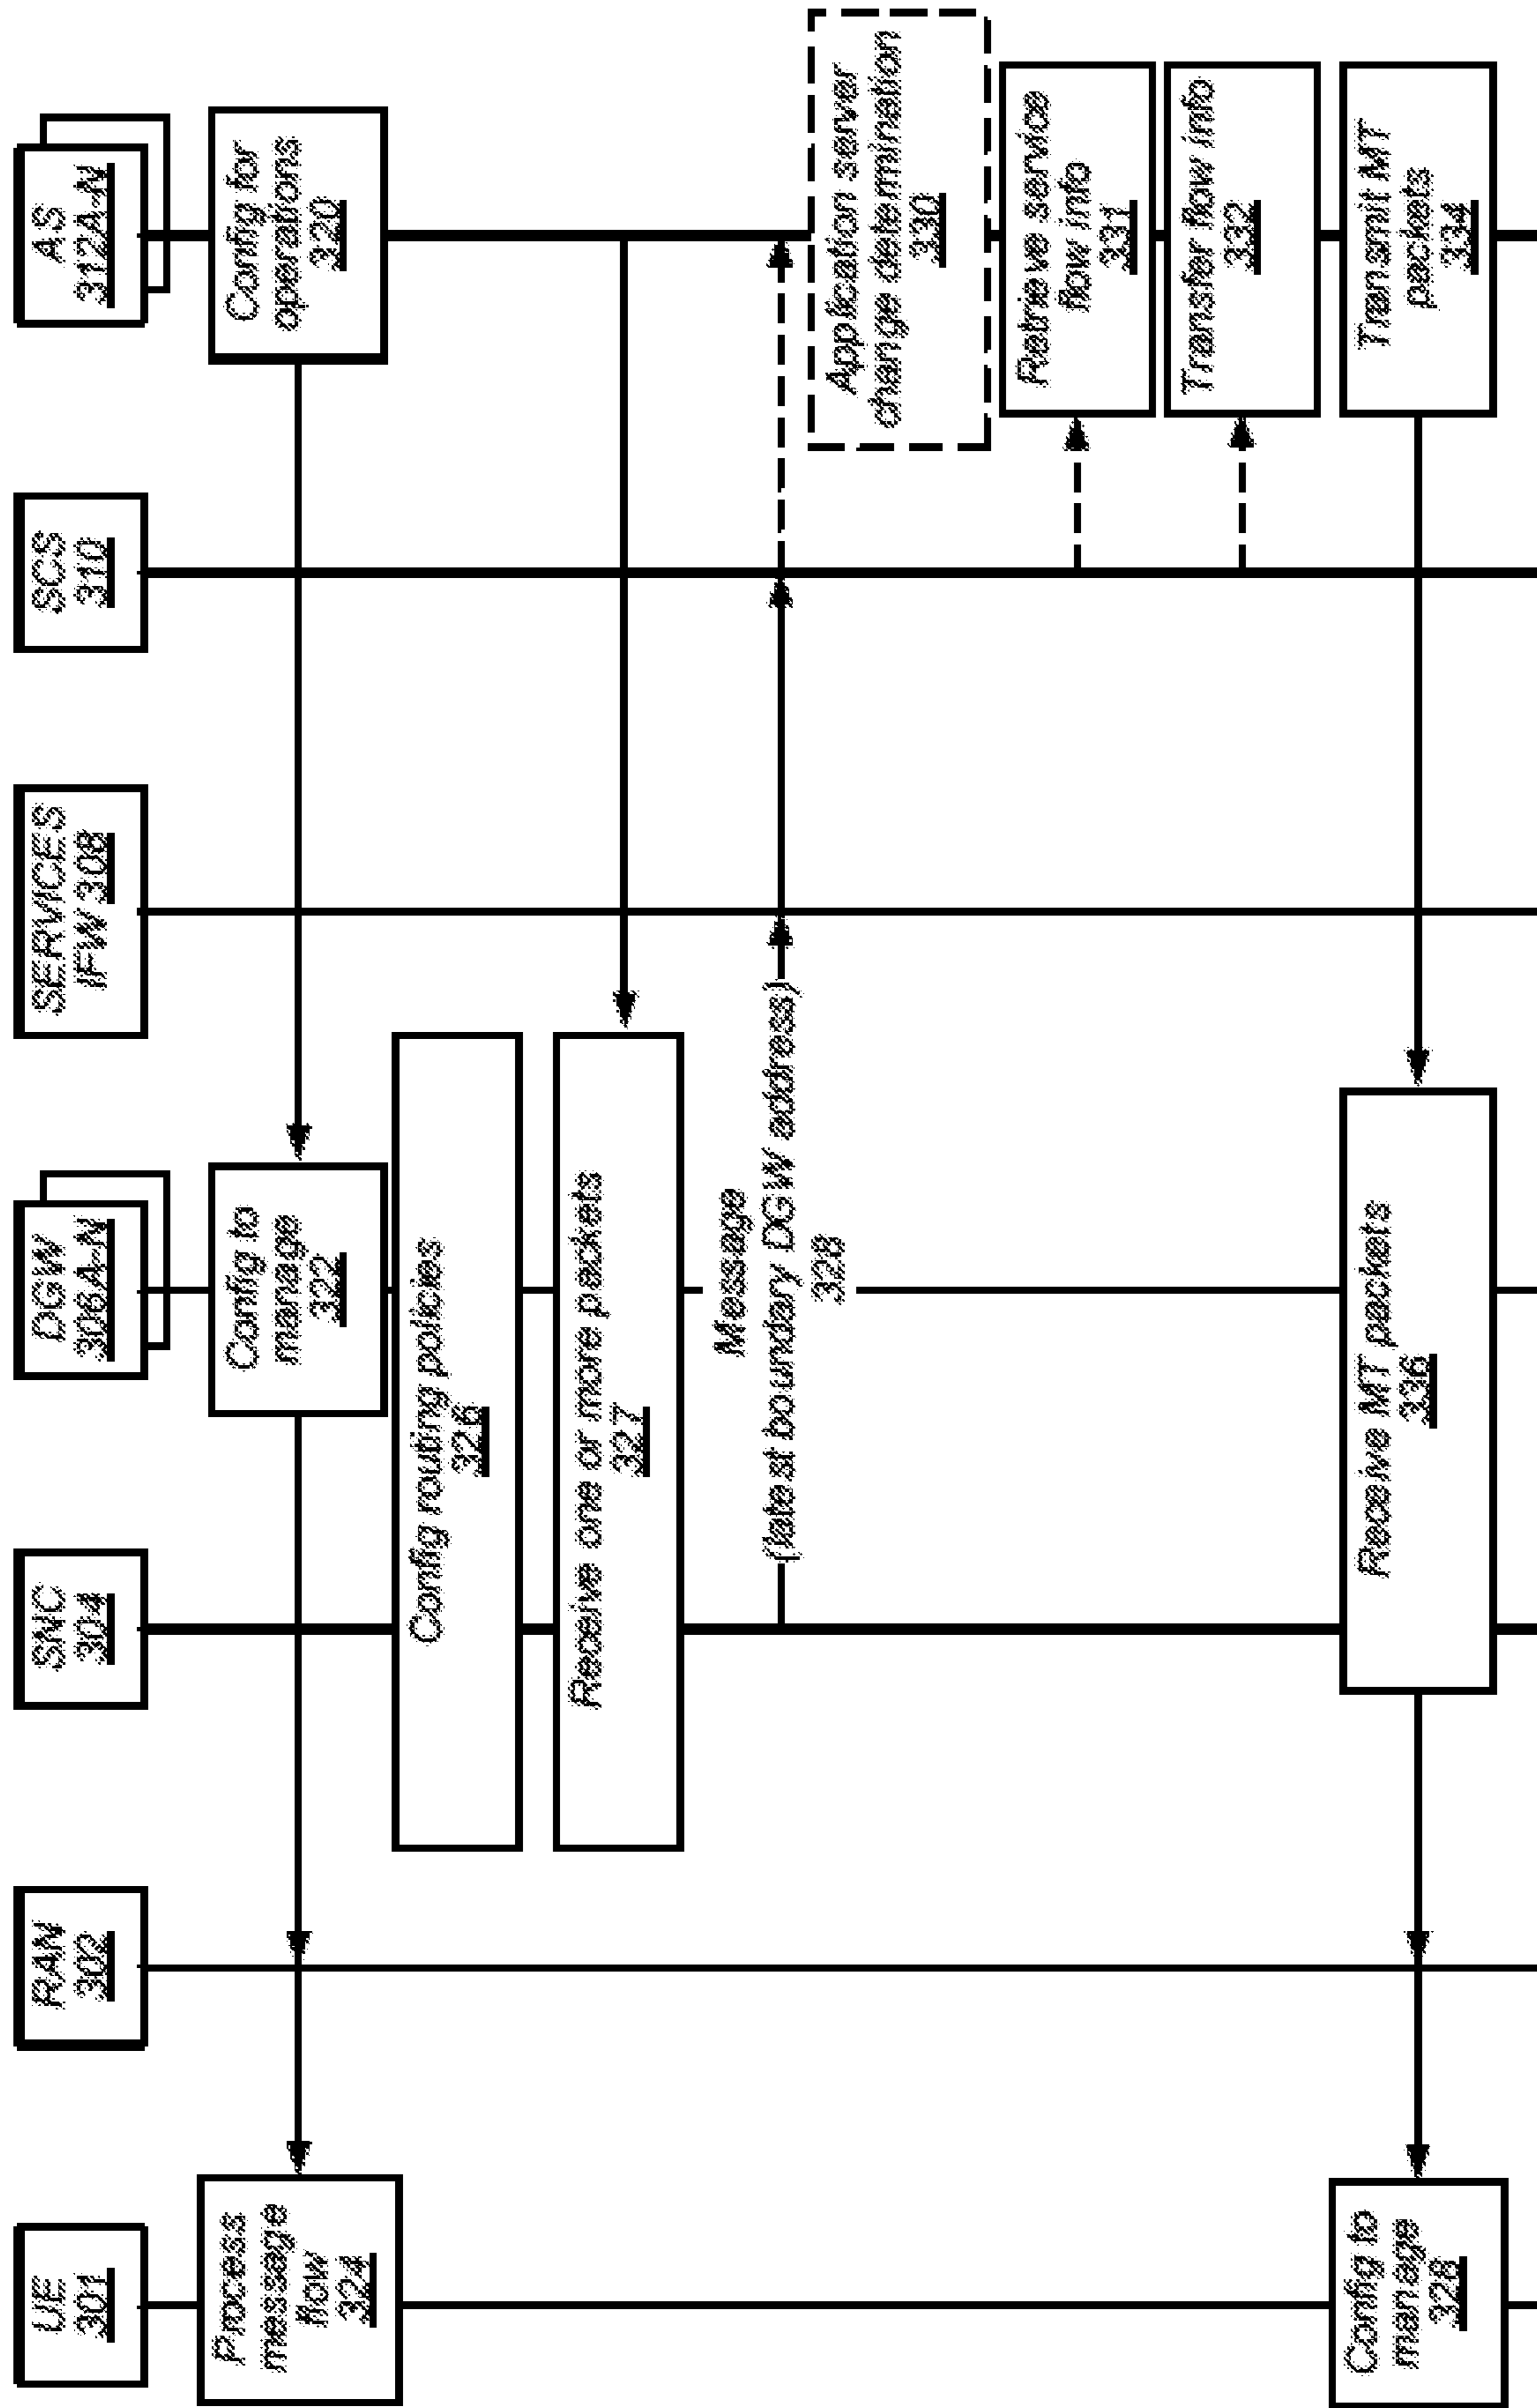 UE
301
RAN
302
SNC
304
DGW
306A-N
SERVICES
IFW 308
SCS
310
AS
312A-N
Process
message
flow
324
Config to
manage
322
Config for
operations
320
Config routing policies
326
Receive one or more packets
327
Message
(late st boundary DGW address)
328
Application server
change determination
330
Retrieve service
flow info
331
Transfer flow info
332
Config to
manage
328
Receive MT packets
336
Transmit MT
packets
334